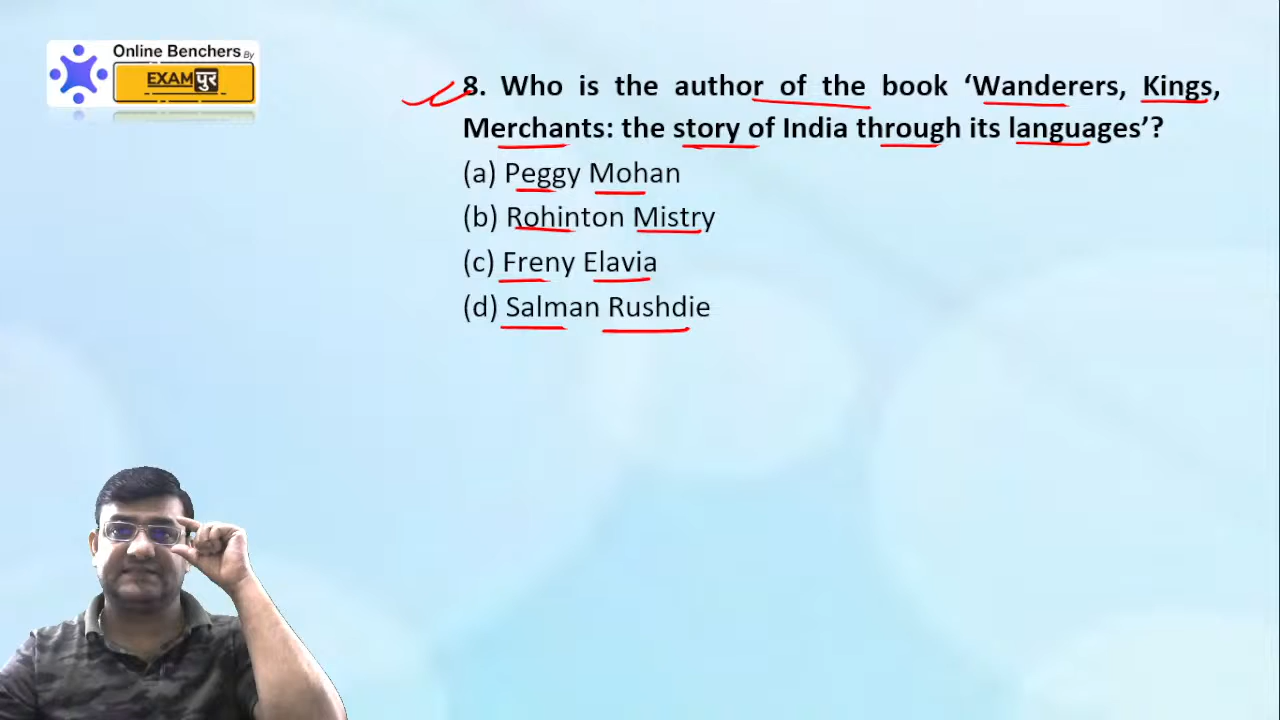 Online Benchers By
EXAMपुर
8. Who is the author of the book ‘Wanderers, Kings,
Merchants: the story of India through its languages’?
(a) Peggy Mohan
(b) Rohinton Mistry
(c) Freny Elavia
(d) Salman Rushdie